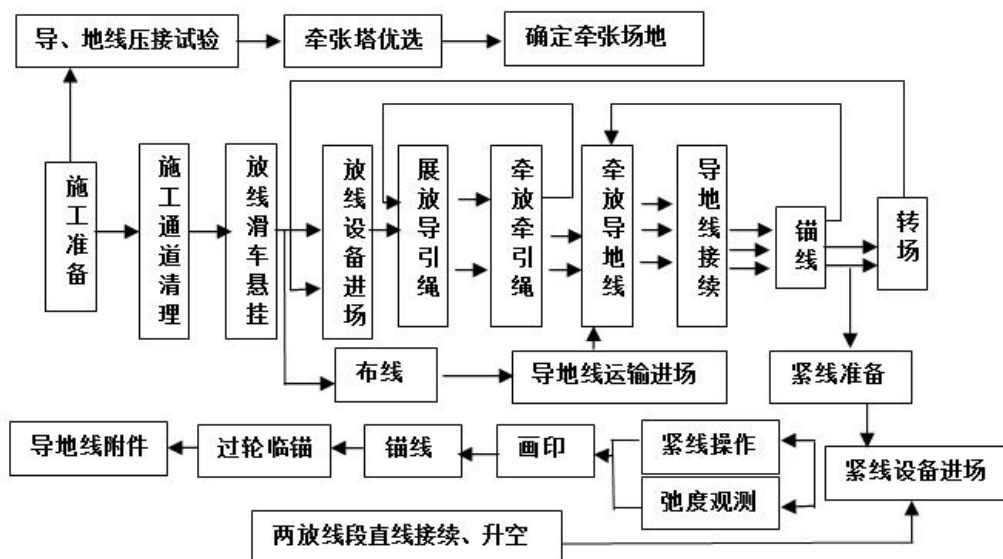 导、地线压接试验
牵张塔优选
确定牵张场地
施工准备
施工通道清理
放线滑车悬挂
放线设备进场
展放导引绳
牵放牵引绳
牵放导地线
导地线接续
锚线
转场
布线
导地线运输进场
紧线准备
导地线附件
过轮临锚
锚线
画印
紧线操作
弛度观测
紧线设备进场
两放线段直线接续、升空